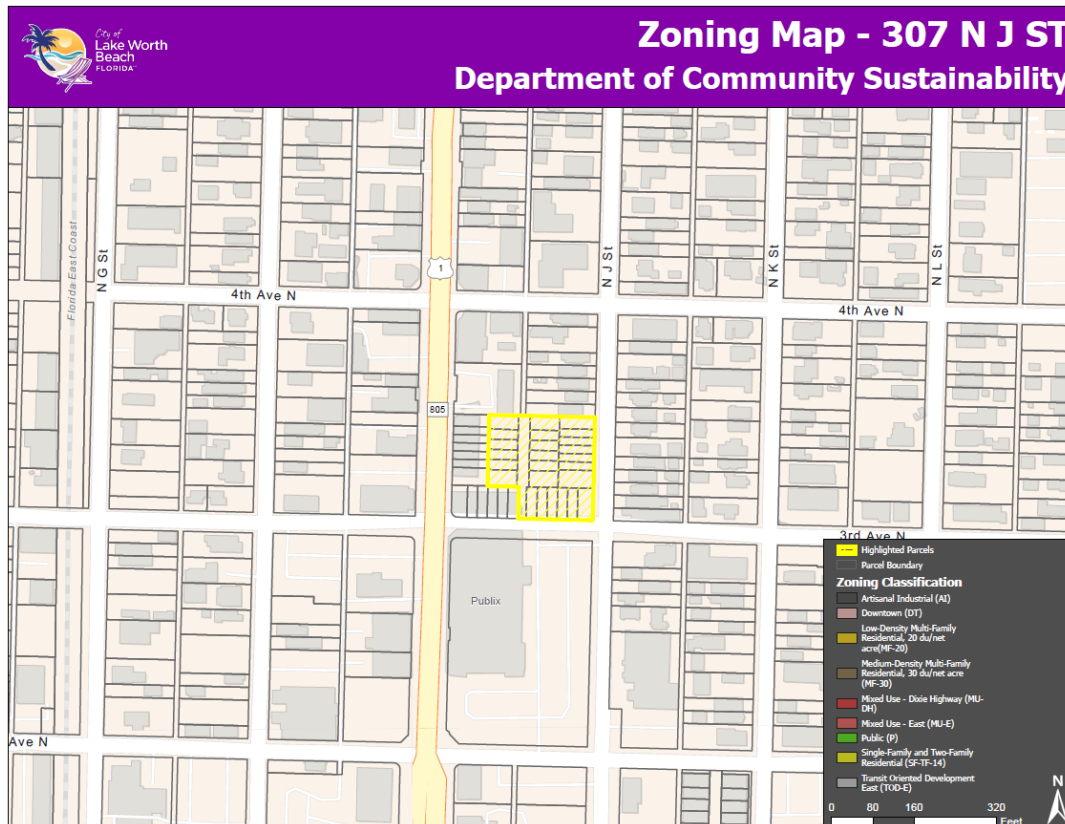 City of
Lake Worth
Beach
FLORIDA
Zoning Map - 307 N J ST
Department of Community Sustainability
Florida East Coast
N G St
4th Ave N
1
N J St
N K St
N L St
4th Ave N
805
3rd Ave N
Publix
Ave N
Highlighted Parcels
Parcel Boundary
Zoning Classification
Artisanal Industrial (AI)
Downtown (DT)
Low-Density Multi-Family
Residential, 20 du/net
acre(MF-20)
Medium-Density Multi-Family
Residential, 30 du/net acre
(MF-30)
Mixed Use - Dixie Highway (MU-
DH)
Mixed Use - East (MU-E)
Public (P)
Single-Family and Two-Family
Residential (SF-TF-14)
Transit Oriented Development
East (TOD-E)
N
0 80 160 320
Feet